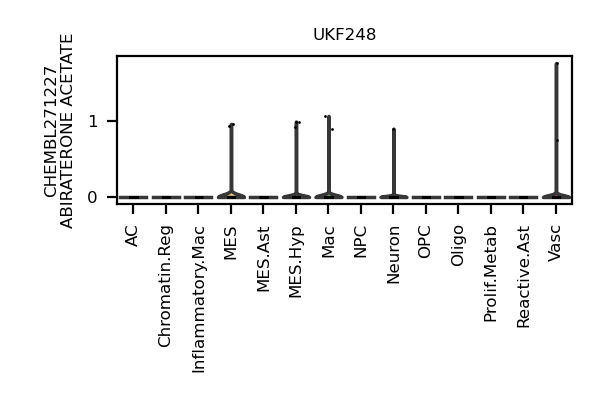 UKF248
CHEMBL271227
ABIRATERONE ACETATE
1
0
AC
Chromatin.Reg
Inflammatory.Mac
MES
MES.Ast
MES.Hyp
Mac
NPC
Neuron
OPC
Oligo
Prolif.Metab
Reactive.Ast
Vasc